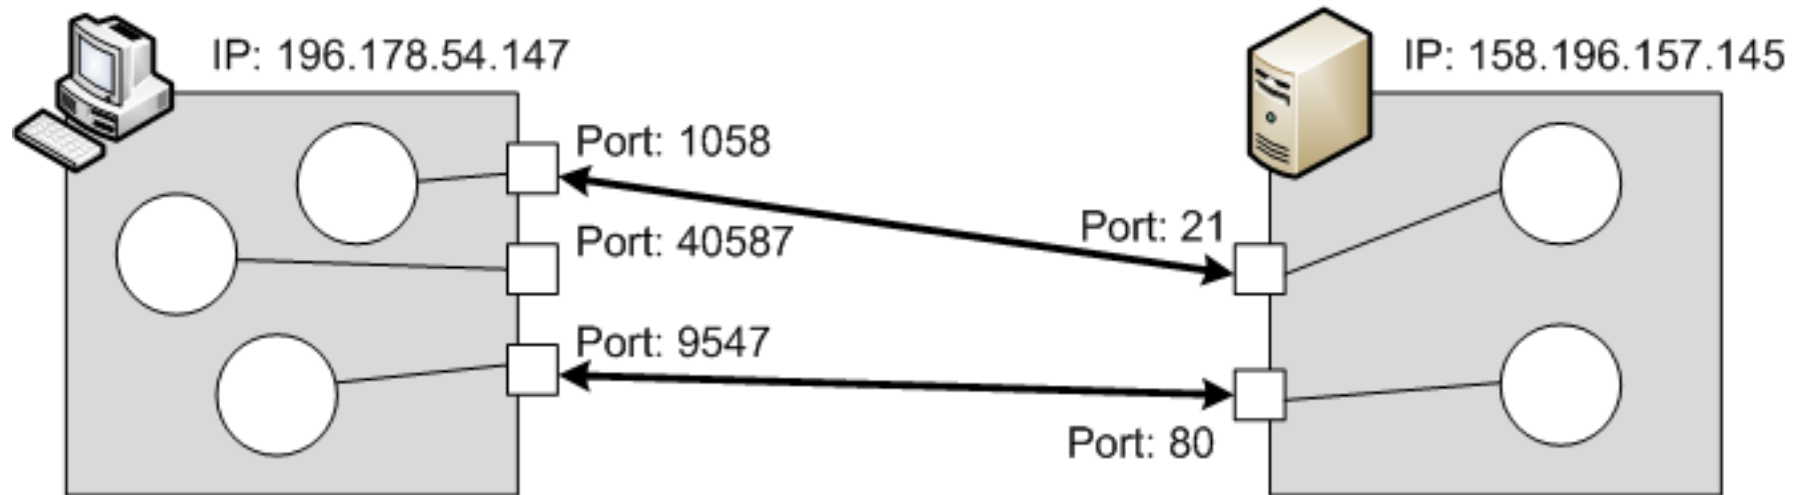 IP: 196.178.54.147
IP: 158.196.157.145
Port: 1058
Port: 21
Port: 40587
Port: 9547
Port: 80